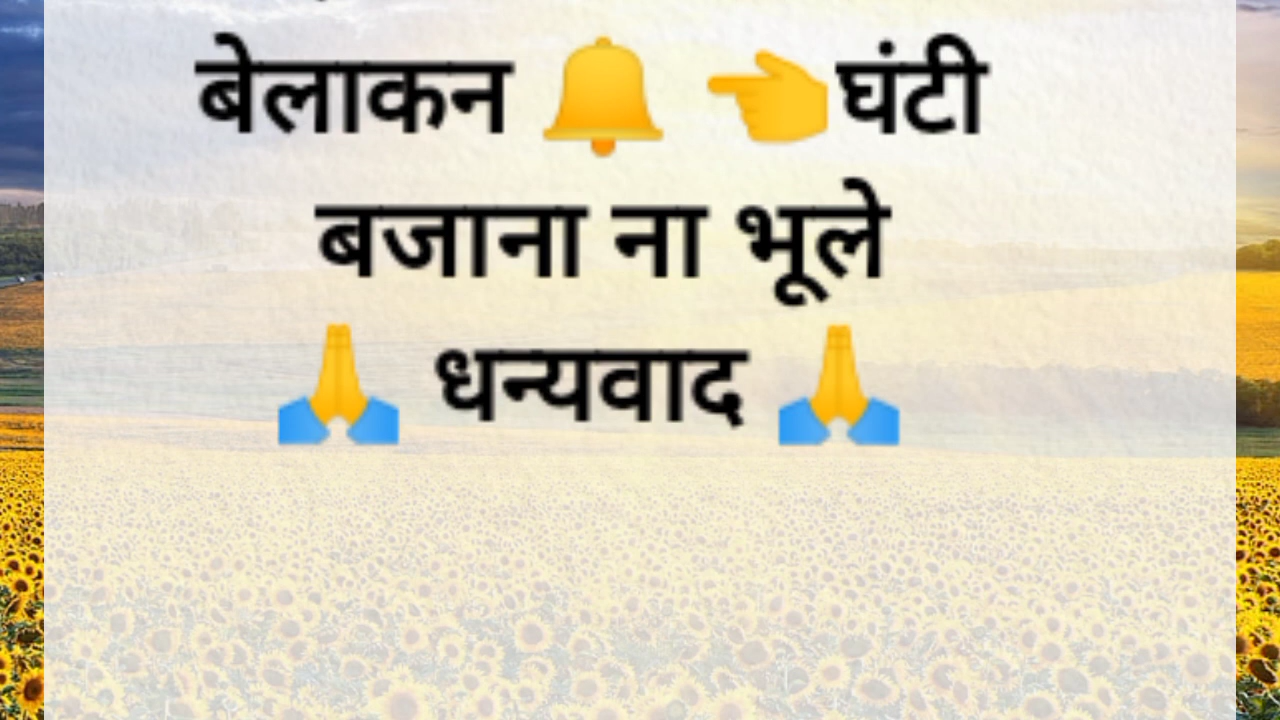 बेलाकन 🔔 👈घंटी
बजाना ना भूले
🙏 धन्यवाद 🙏